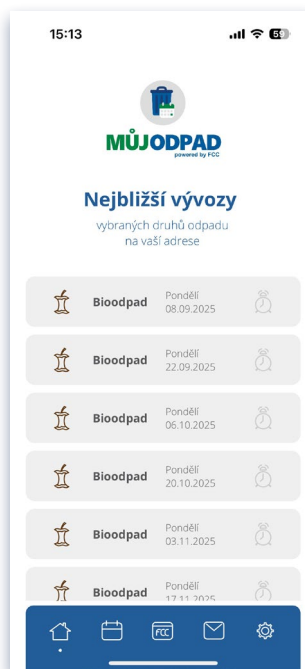 15:13
59
MŮJODPAD
powered by FCC
Nejbližší vývozy
vybraných druhů odpadu
na vaší adrese
Bioodpad
Pondělí
08.09.2025
Bioodpad
Pondělí
22.09.2025
Bioodpad
Pondělí
06.10.2025
Bioodpad
Pondělí
20.10.2025
Bioodpad
Pondělí
03.11.2025
Bioodpad
Pondělí
17.11.2025
FCC